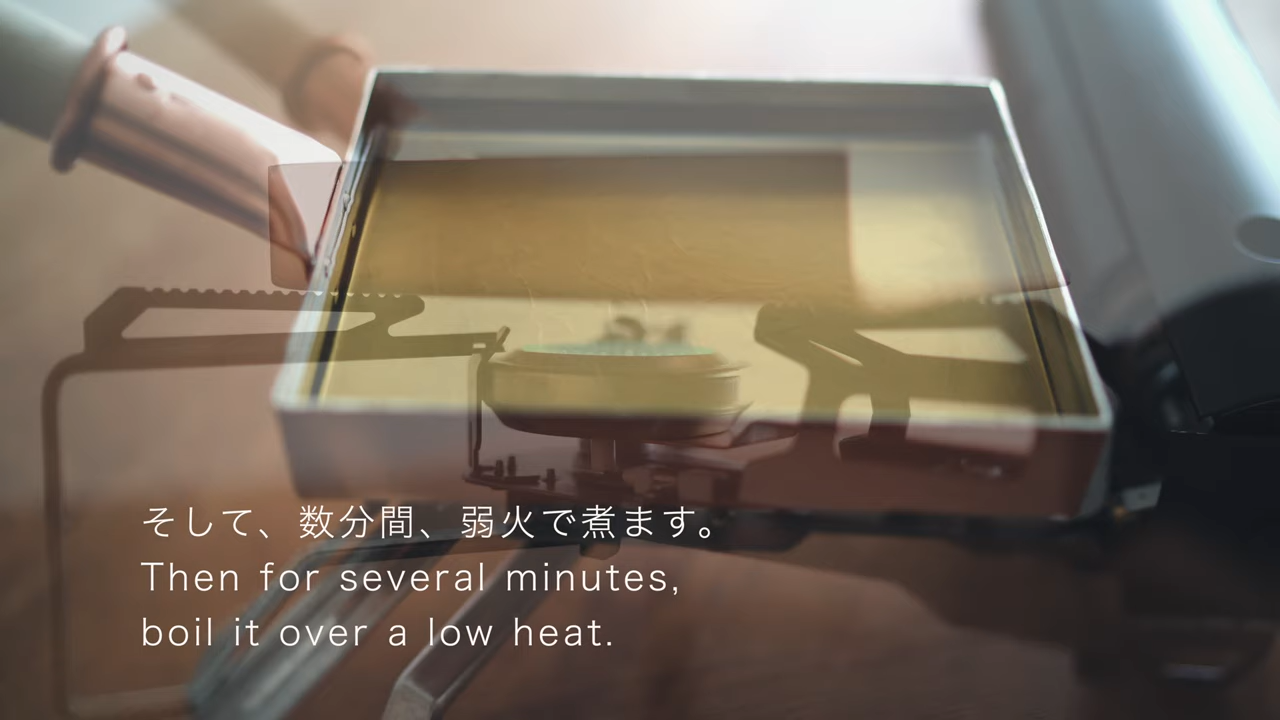 そして、数分間、弱火で煮ます。
Then for several minutes,
boil it over a low heat.